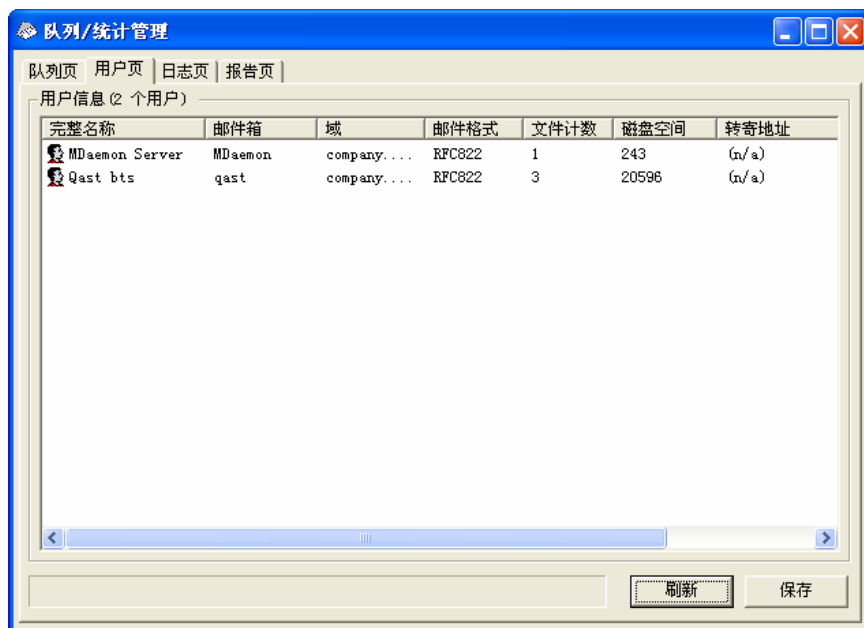 队列/统计管理
队列页 用户页 日志页 报告页
用户信息(2 个用户)
完整名称 邮件箱 域 邮件格式 文件计数 磁盘空间 转寄地址
MDaemon Server MDaemon company.... RFC822 1 243 (n/a)
Qast bts qast company.... RFC822 3 20596 (n/a)
刷新 保存